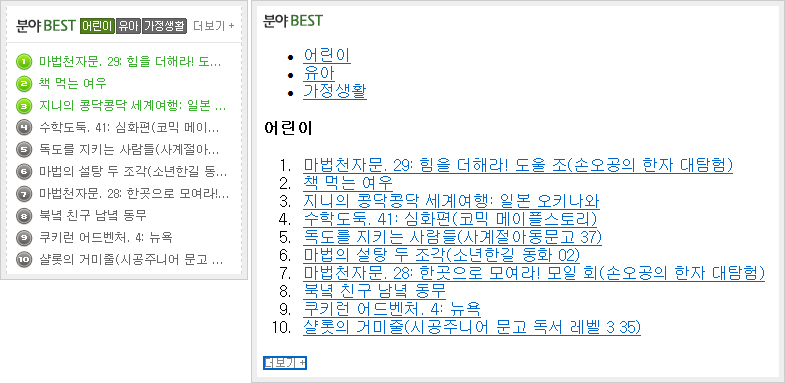 분야 BEST 어린이 유아 가정생활 더보기 +
1 마법천자문. 29: 힘을 더해라! 도...
2 책 먹는 여우
3 지니의 콩닥콩닥 세계여행: 일본 ...
4 수학도둑. 41: 심화편(코믹 메이...
5 독도를 지키는 사람들(사계절아...
6 마법의 설탕 두 조각(소년한길 동...
7 마법천자문. 28: 한곳으로 모여라!...
8 북녘 친구 남녘 동무
9 쿠키런 어드벤처. 4: 뉴욕
10 샬롯의 거미줄(시공주니어 문고 ...
분야 BEST
어린이
유아
가정생활
어린이
1. 마법천자문. 29: 힘을 더해라! 도울 조(손오공의 한자 대탐험)
2. 책 먹는 여우
3. 지니의 콩닥콩닥 세계여행: 일본 오키나와
4. 수학도둑. 41: 심화편(코믹 메이플스토리)
5. 독도를 지키는 사람들(사계절아동문고 37)
6. 마법의 설탕 두 조각(소년한길 동화 02)
7. 마법천자문. 28: 한곳으로 모여라! 모일 회(손오공의 한자 대탐험)
8. 북녘 친구 남녘 동무
9. 쿠키런 어드벤처. 4: 뉴욕
10. 샬롯의 거미줄(시공주니어 문고 독서 레벨 3 35)
더보기 +